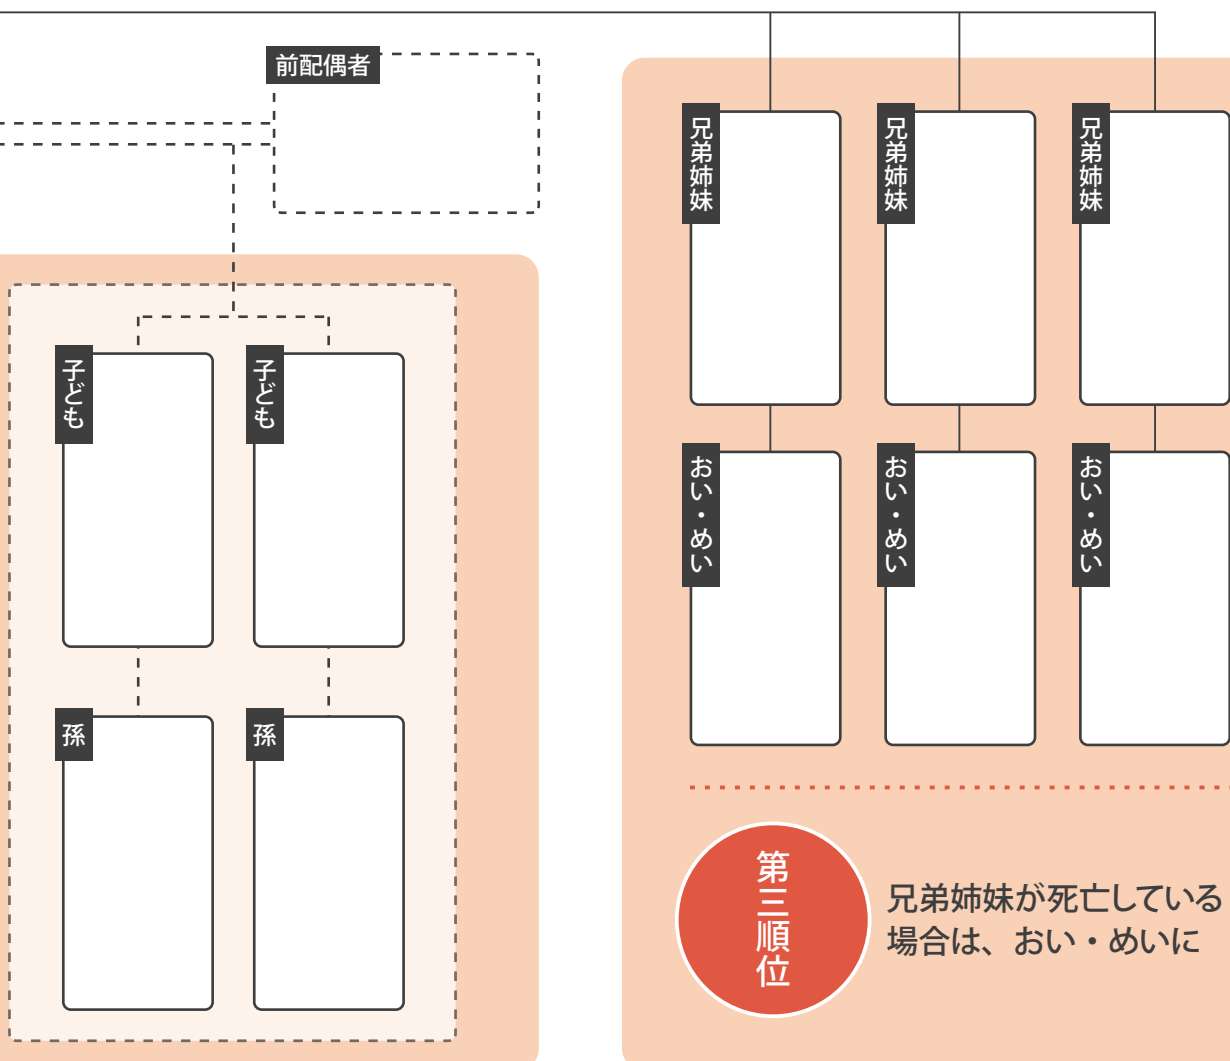 前配偶者
子ども
子ども
孫
孫
兄弟姉妹
兄弟姉妹
兄弟姉妹
おい・めい
おい・めい
おい・めい
第三順位
兄弟姉妹が死亡している
場合は、おい・めいに